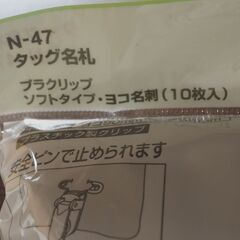 N-47
タッグ名札
プラクリップ
ソフトタイプ・ヨコ名刺(10枚入)
プラスチック製クリップ
安全ピンで止められます